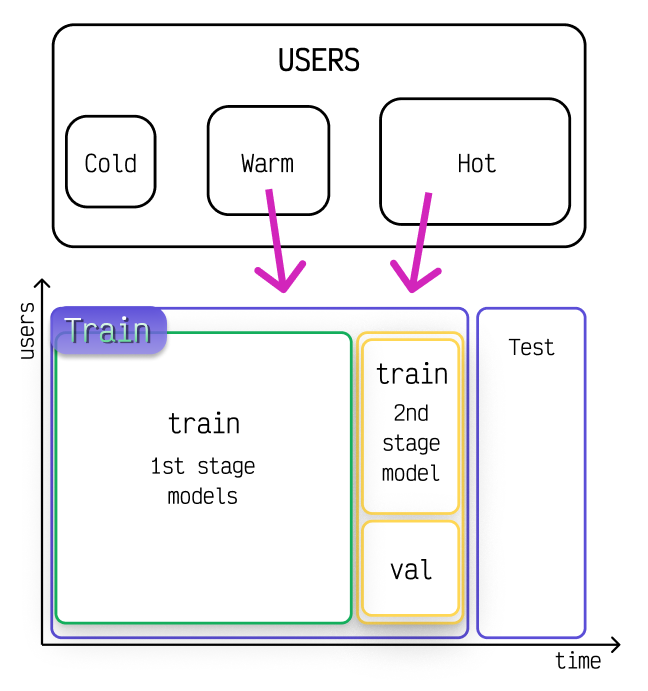 USERS
Cold
Warm
Hot
users
Train
train
1st stage
models
train
2nd
stage
model
val
Test
time